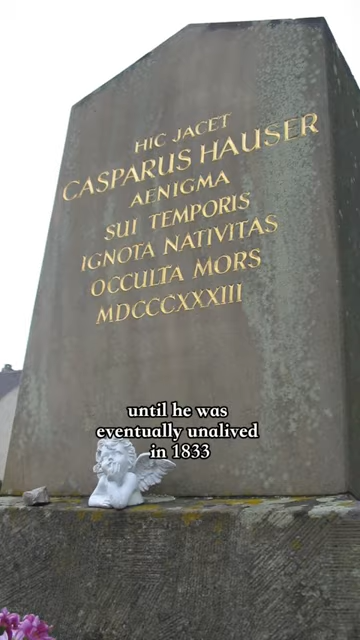 HIC JACET
CASPARUS HAUSER
AENIGMA
SUI TEMPORIS
IGNOTA NATIVITAS
OCCULTA MORS
MDCCCXXXIII
until he was
eventually unalived
in 1833